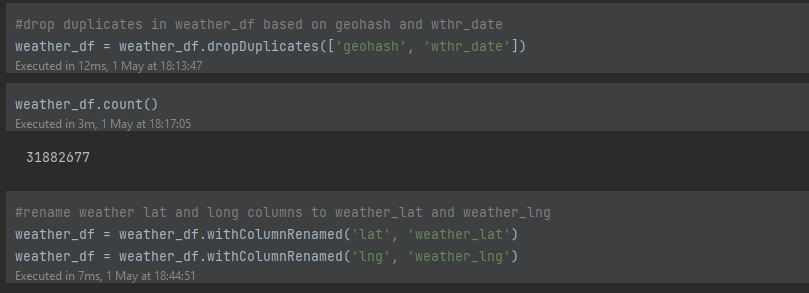 #drop duplicates in weather_df based on geohash and wthr_date
weather_df = weather_df.dropDuplicates(['geohash', 'wthr_date'])
Executed in 12ms, 1 May at 18:13:47
weather_df.count()
Executed in 3m, 1 May at 18:17:05
31882677
#rename weather lat and long columns to weather_lat and weather_lng
weather_df = weather_df.withColumnRenamed('lat', 'weather_lat')
weather_df = weather_df.withColumnRenamed('lng', 'weather_lng')
Executed in 7ms, 1 May at 18:44:51